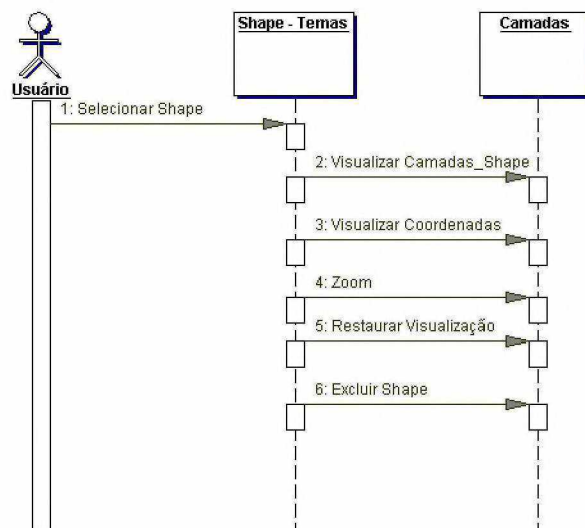 Shape - Temas
Camadas
Usuário
1: Selecionar Shape
2: Visualizar Camadas_Shape
3: Visualizar Coordenadas
4: Zoom
5: Restaurar Visualização
6: Excluir Shape